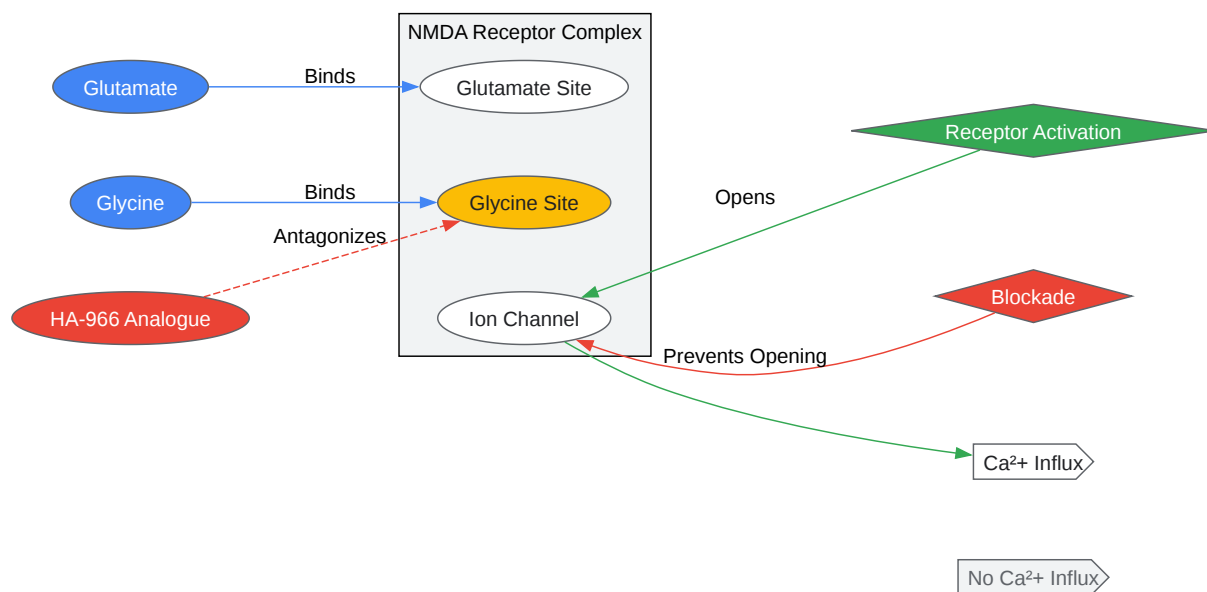 NMDA Receptor Complex
Glutamate
Binds
Glutamate Site
Receptor Activation
Glycine
Binds
Glycine Site
Opens
Antagonizes
HA-966 Analogue
Ion Channel
Blockade
Prevents Opening
Ca²+ Influx
No Ca²+ Influx